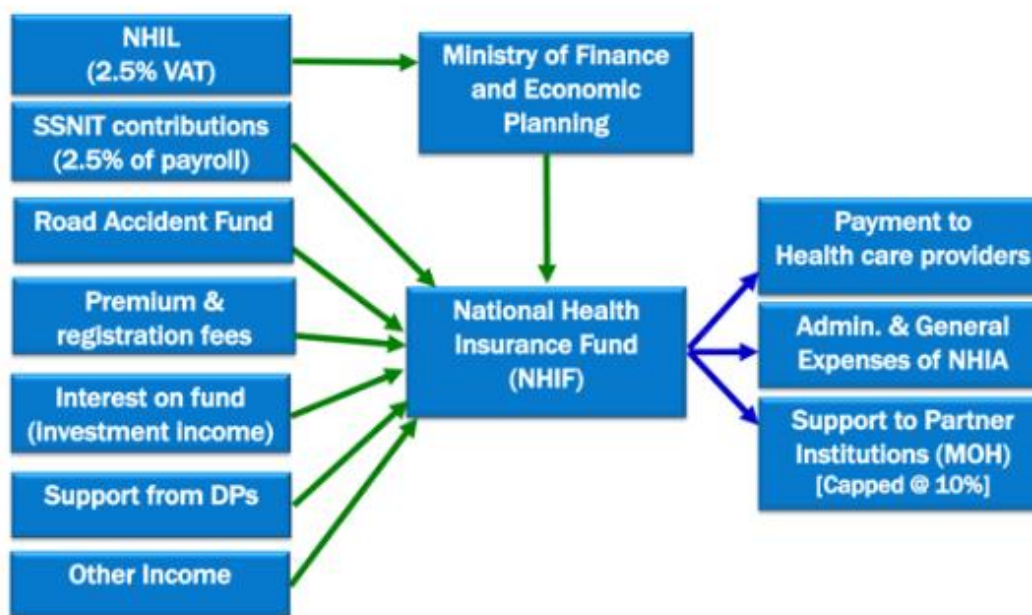 NHIL
(2.5% VAT)
SSNIT contributions
(2.5% of payroll)
Road Accident Fund
Premium &
registration fees
Interest on fund
(investment income)
Support from DPs
Other Income
Ministry of Finance
and Economic
Planning
National Health
Insurance Fund
(NHIF)
Payment to
Health care providers
Admin. & General
Expenses of NHIA
Support to Partner
Institutions (MOH)
[Capped @ 10%]